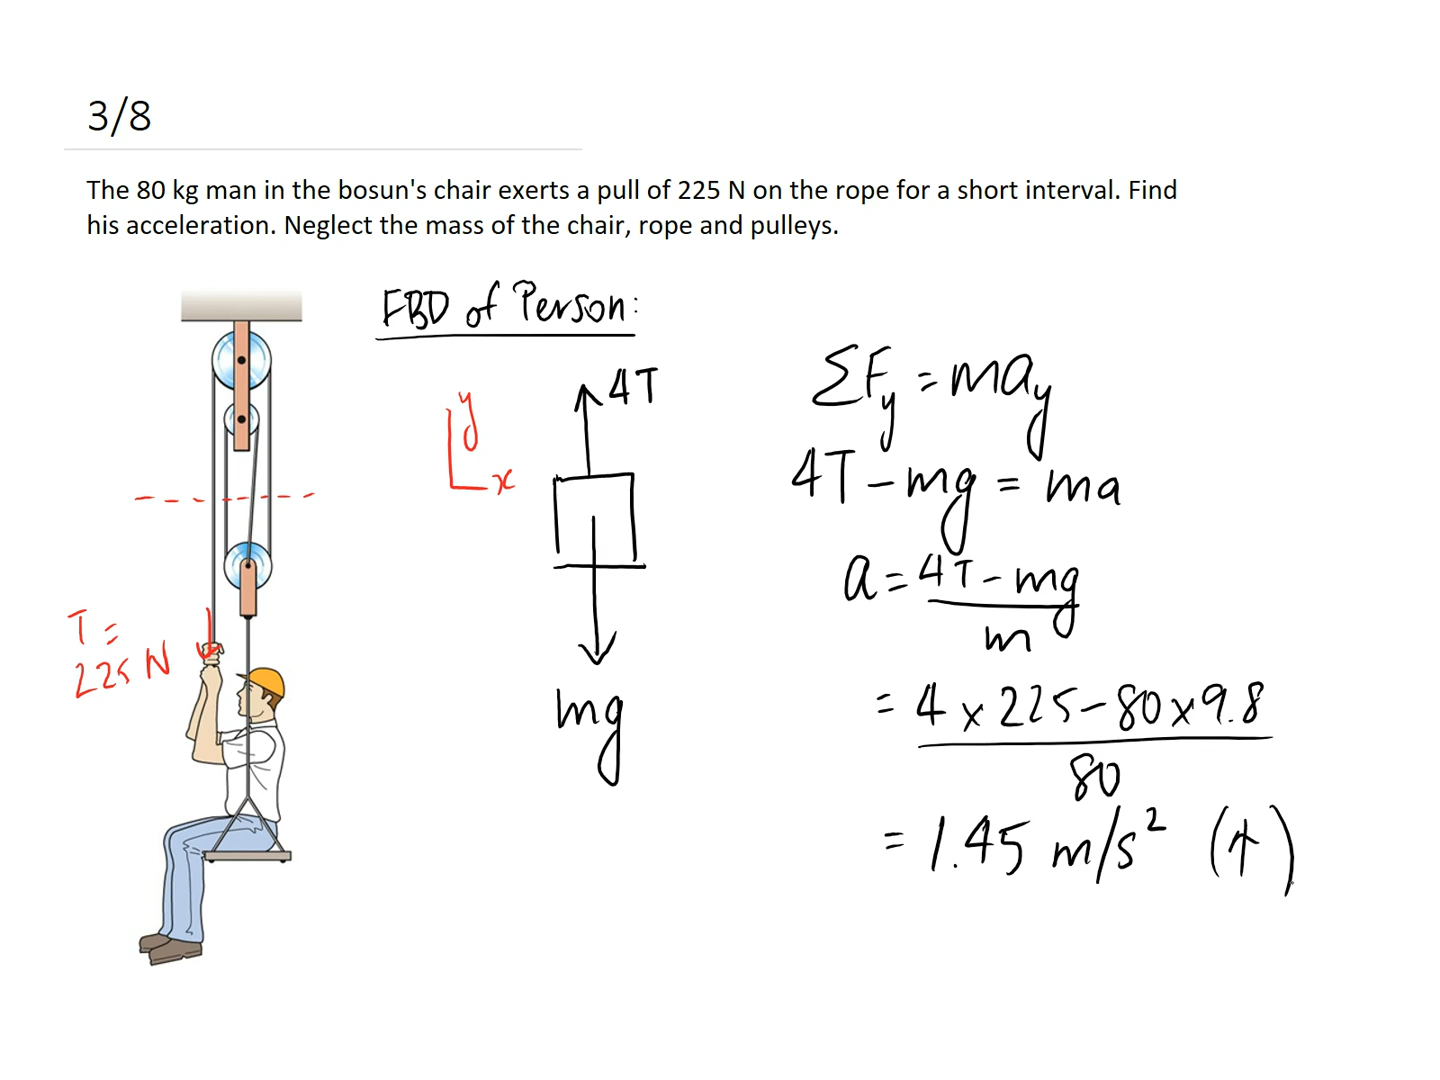 3/8
The 80 kg man in the bosun's chair exerts a pull of 225 N on the rope for a short interval. Find
his acceleration. Neglect the mass of the chair, rope and pulleys.
FBD of Person:
4T
y
x
mg
T =
225 N
ΣFy = may
4T - mg = ma
a = 4T - mg
m
= 4 x 225 - 80 x 9.8
80
= 1.45 m/s² (↑)